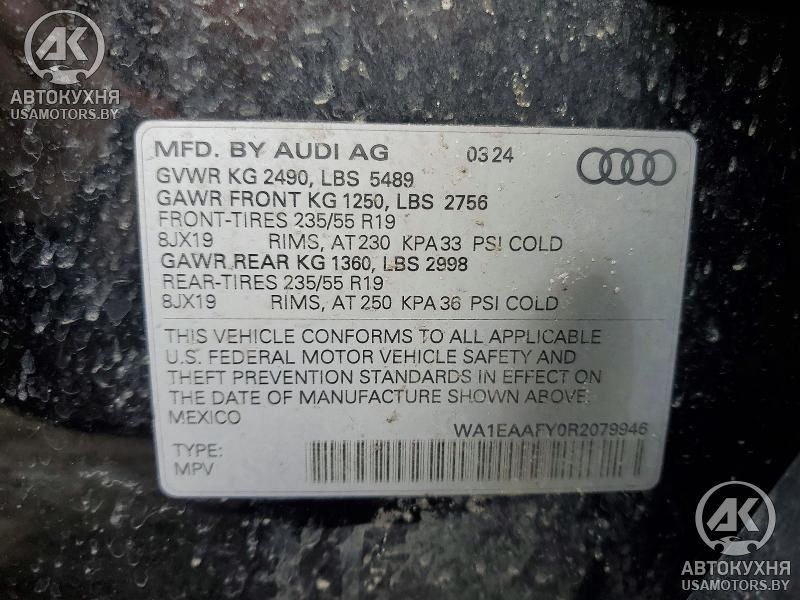 АК
АВТОКУХНЯ
USAMOTORS.BY
MFD. BY AUDI AG 0324
GVWR KG 2490, LBS 5489
GAWR FRONT KG 1250, LBS 2756
FRONT-TIRES 235/55 R19
8JX19 RIMS, AT 230 KPA 33 PSI COLD
GAWR REAR KG 1360, LBS 2998
REAR-TIRES 235/55 R19
8JX19 RIMS, AT 250 KPA 36 PSI COLD
THIS VEHICLE CONFORMS TO ALL APPLICABLE
U.S. FEDERAL MOTOR VEHICLE SAFETY AND
THEFT PREVENTION STANDARDS IN EFFECT ON
THE DATE OF MANUFACTURE SHOWN ABOVE.
MEXICO
WA1EAAFY0R2079946
TYPE:
MPV
АК
АВТОКУХНЯ
USAMOTORS.BY